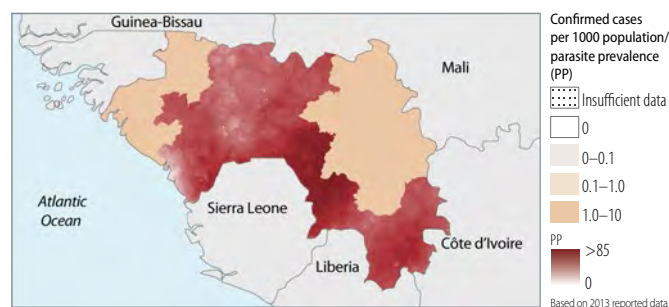 Guinea-Bissau
Mali
Atlantic
Ocean
Sierra Leone
Liberia
Côte d'Ivoire
Confirmed cases
per 1000 population/
parasite prevalence
(PP)
Insufficient data
0
0–0.1
0.1–1.0
1.0–10
PP
>85
0
Based on 2013 reported data